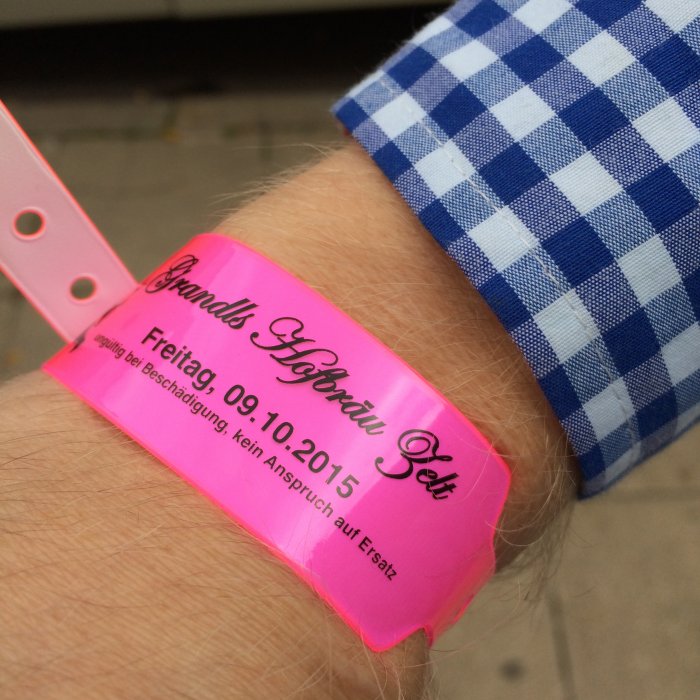 Grandls Hofbräu Zelt
Freitag, 09.10.2015
ungültig bei Beschädigung, kein Anspruch auf Ersatz